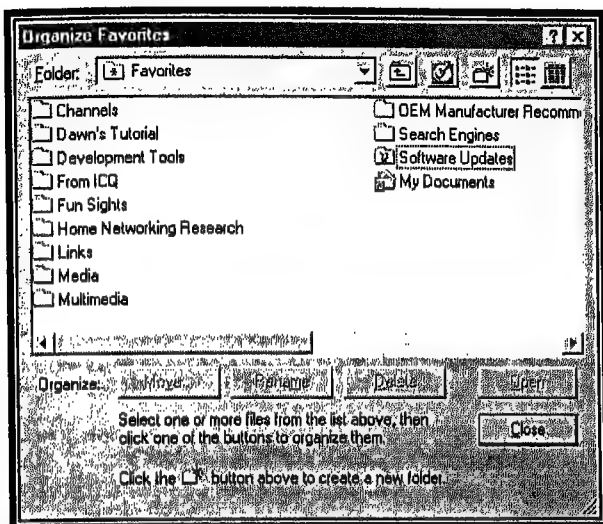 Organize Favorites
Folder: Favorites
Channels
Dawn's Tutorial
Development Tools
From ICQ
Fun Sights
Home Networking Research
Links
Media
Multimedia
OEM Manufacturer Recomm
Search Engines
Software Updates
My Documents
Organize: Move... Rename Delete Open
Select one or more files from the list above, then
click one of the buttons to organize them.
Close
Click the button above to create a new folder.